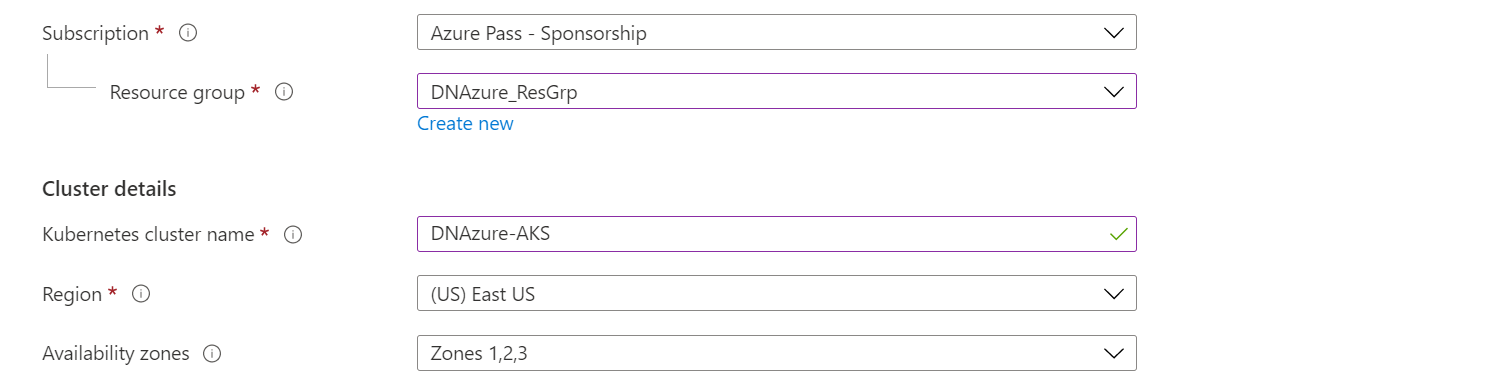 Subscription * Azure Pass - Sponsorship
Resource group * DNAzure_ResGrp
Create new
Cluster details
Kubernetes cluster name * DNAzure-AKS
Region * (US) East US
Availability zones Zones 1,2,3